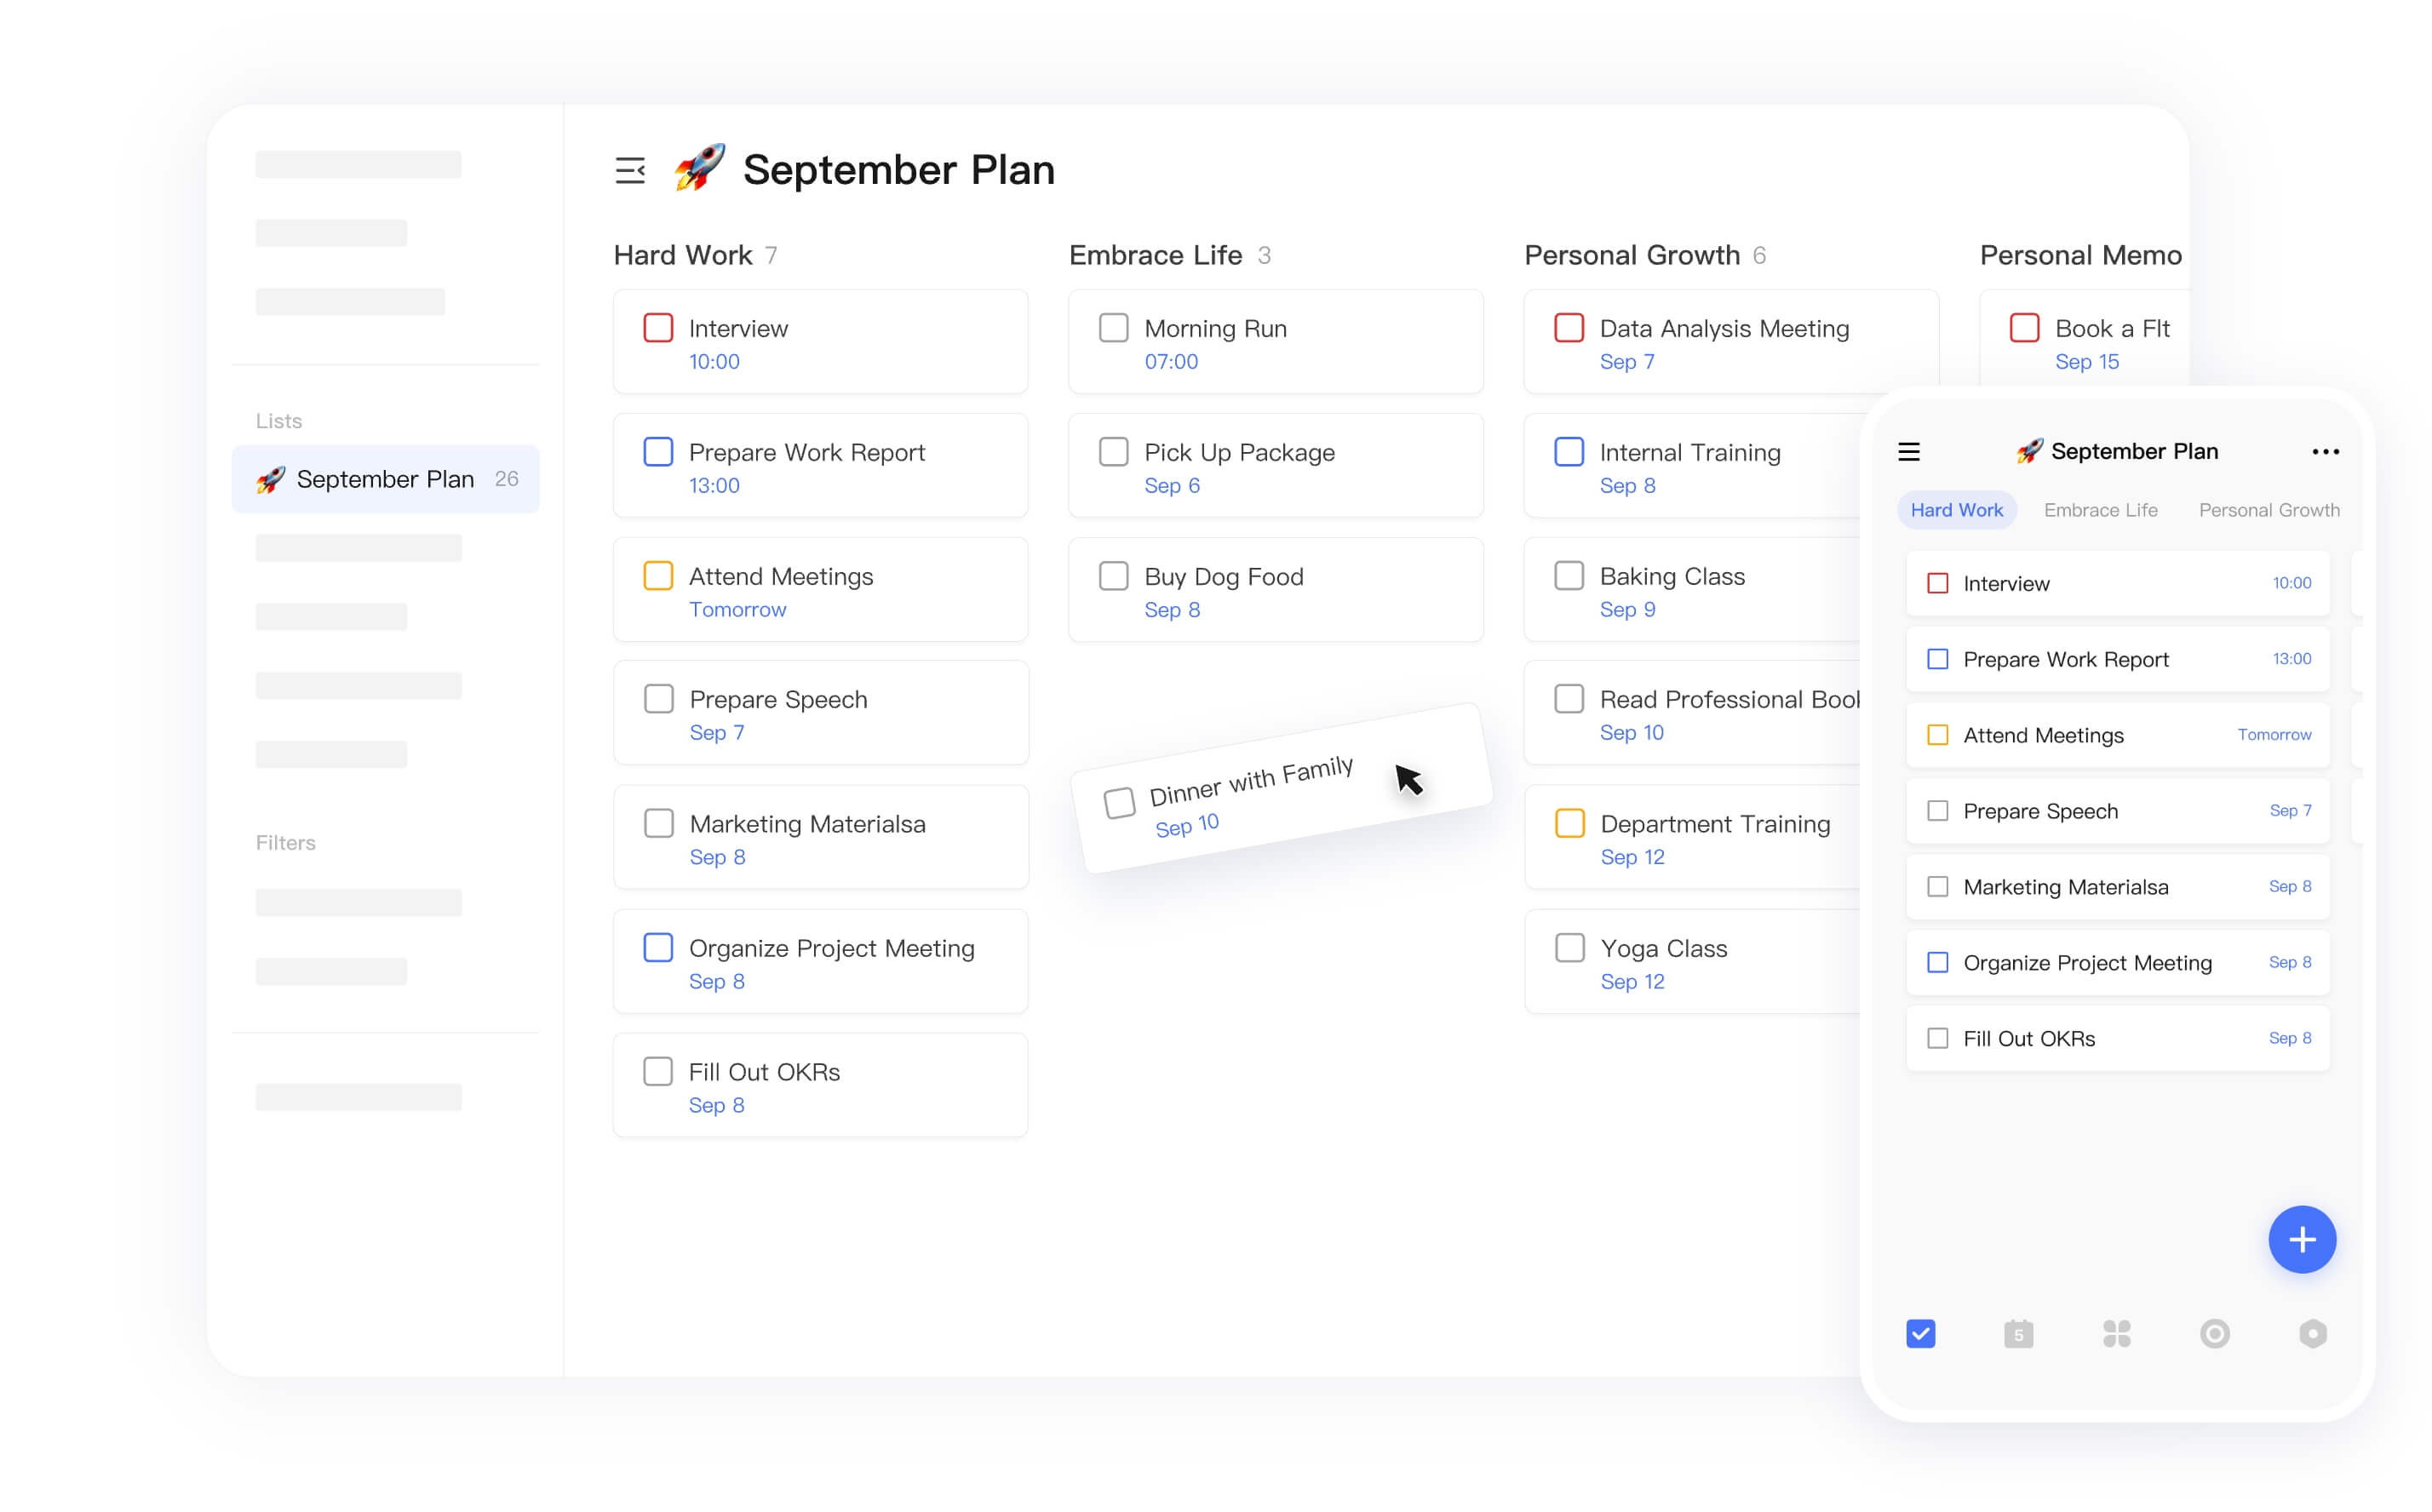 September Plan
Lists
September Plan 26
Filters
Hard Work 7
Interview
10:00
Prepare Work Report
13:00
Attend Meetings
Tomorrow
Prepare Speech
Sep 7
Marketing Materialsa
Sep 8
Organize Project Meeting
Sep 8
Fill Out OKRs
Sep 8
Embrace Life 3
Morning Run
07:00
Pick Up Package
Sep 6
Buy Dog Food
Sep 8
Dinner with Family
Sep 10
Personal Growth 6
Data Analysis Meeting
Sep 7
Internal Training
Sep 8
Baking Class
Sep 9
Read Professional Book
Sep 10
Department Training
Sep 12
Yoga Class
Sep 12
Personal Memo
Book a Flt
Sep 15
September Plan
Hard Work Embrace Life Personal Growth
Interview 10:00
Prepare Work Report 13:00
Attend Meetings Tomorrow
Prepare Speech Sep 7
Marketing Materialsa Sep 8
Organize Project Meeting Sep 8
Fill Out OKRs Sep 8
5